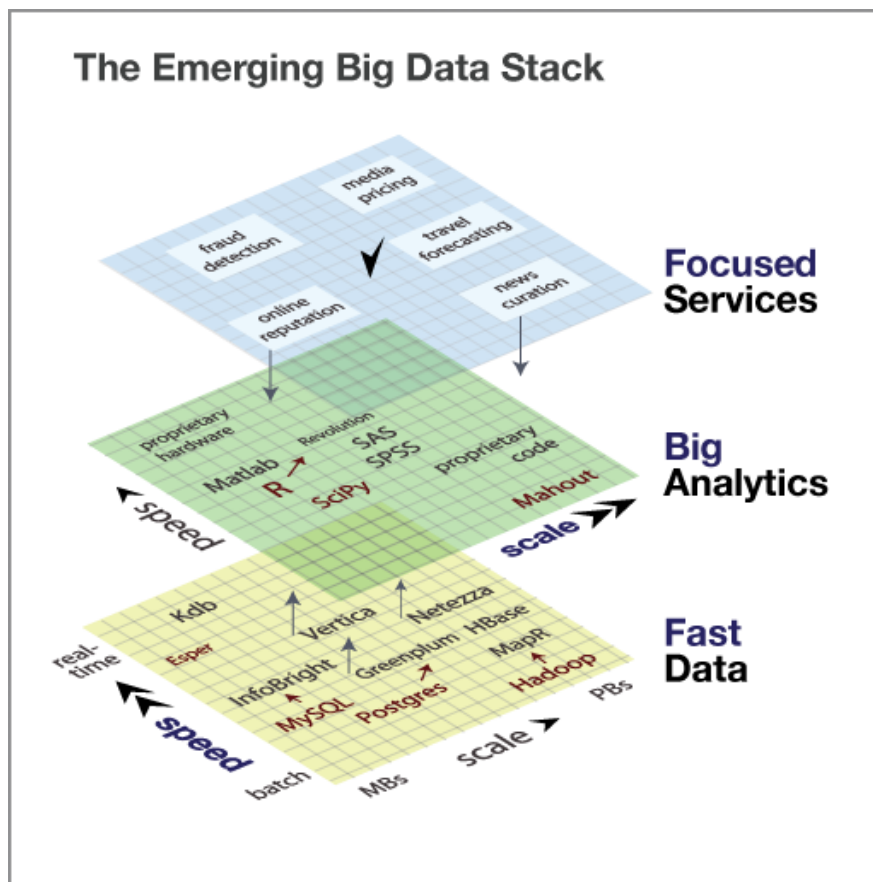 The Emerging Big Data Stack
media
pricing
fraud
detection
travel
forecasting
online
reputation
news
curation
Focused
Services
proprietary
hardware
Revolution
Matlab
R
SAS
SPSS
SciPy
proprietary
code
Mahout
speed
scale
Big
Analytics
Kdb
Esper
Vertica
Netezza
InfoBright
Greenplum
HBase
MapR
MySQL
Postgres
Hadoop
real-
time
speed
batch
MBs
scale
PBs
Fast
Data